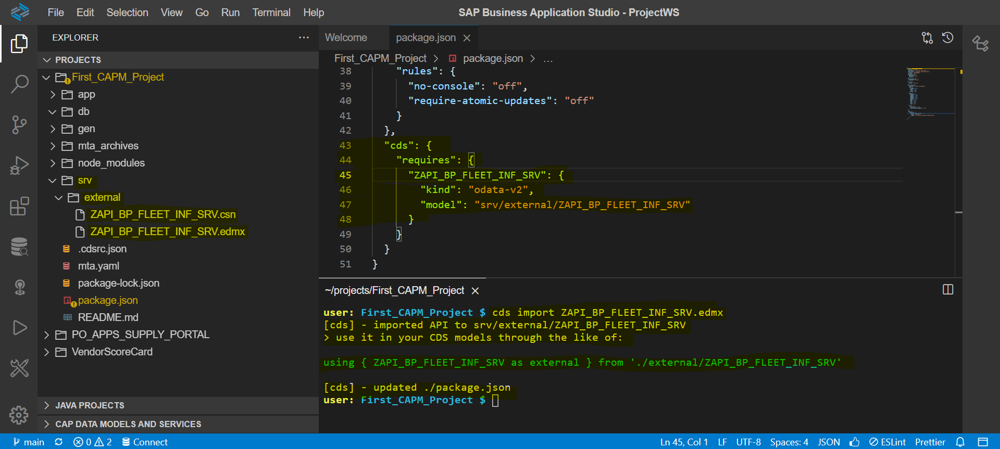 File Edit Selection View Go Run Terminal Help
SAP Business Application Studio - ProjectWS
EXPLORER
PROJECTS
First_CAPM_Project
app
db
gen
mta_archives
node_modules
srv
external
ZAPI_BP_FLEET_INF_SRV.csn
ZAPI_BP_FLEET_INF_SRV.edmx
.cdsrc.json
mta.yaml
package-lock.json
package.json
README.md
PO_APPS_SUPPLY_PORTAL
VendorScoreCard
JAVA PROJECTS
CAP DATA MODELS AND SERVICES
Welcome package.json
First_CAPM_Project > package.json > ...
38 "rules": {
39 "no-console": "off",
40 "require-atomic-updates": "off"
41 }
42 },
43 "cds": {
44 "requires": {
45 "ZAPI_BP_FLEET_INF_SRV": {
46 "kind": "odata-v2",
47 "model": "srv/external/ZAPI_BP_FLEET_INF_SRV"
48 }
49 }
50 }
51 }
~/projects/First_CAPM_Project
user: First_CAPM_Project $ cds import ZAPI_BP_FLEET_INF_SRV.edmx
[cds] - imported API to srv/external/ZAPI_BP_FLEET_INF_SRV
> use it in your CDS models through the like of:
using { ZAPI_BP_FLEET_INF_SRV as external } from './external/ZAPI_BP_FLEET_INF_SRV'
[cds] - updated ./package.json
user: First_CAPM_Project $
main 0 2 Connect Ln 45, Col 1 LF UTF-8 Spaces: 4 JSON ESLint Prettier